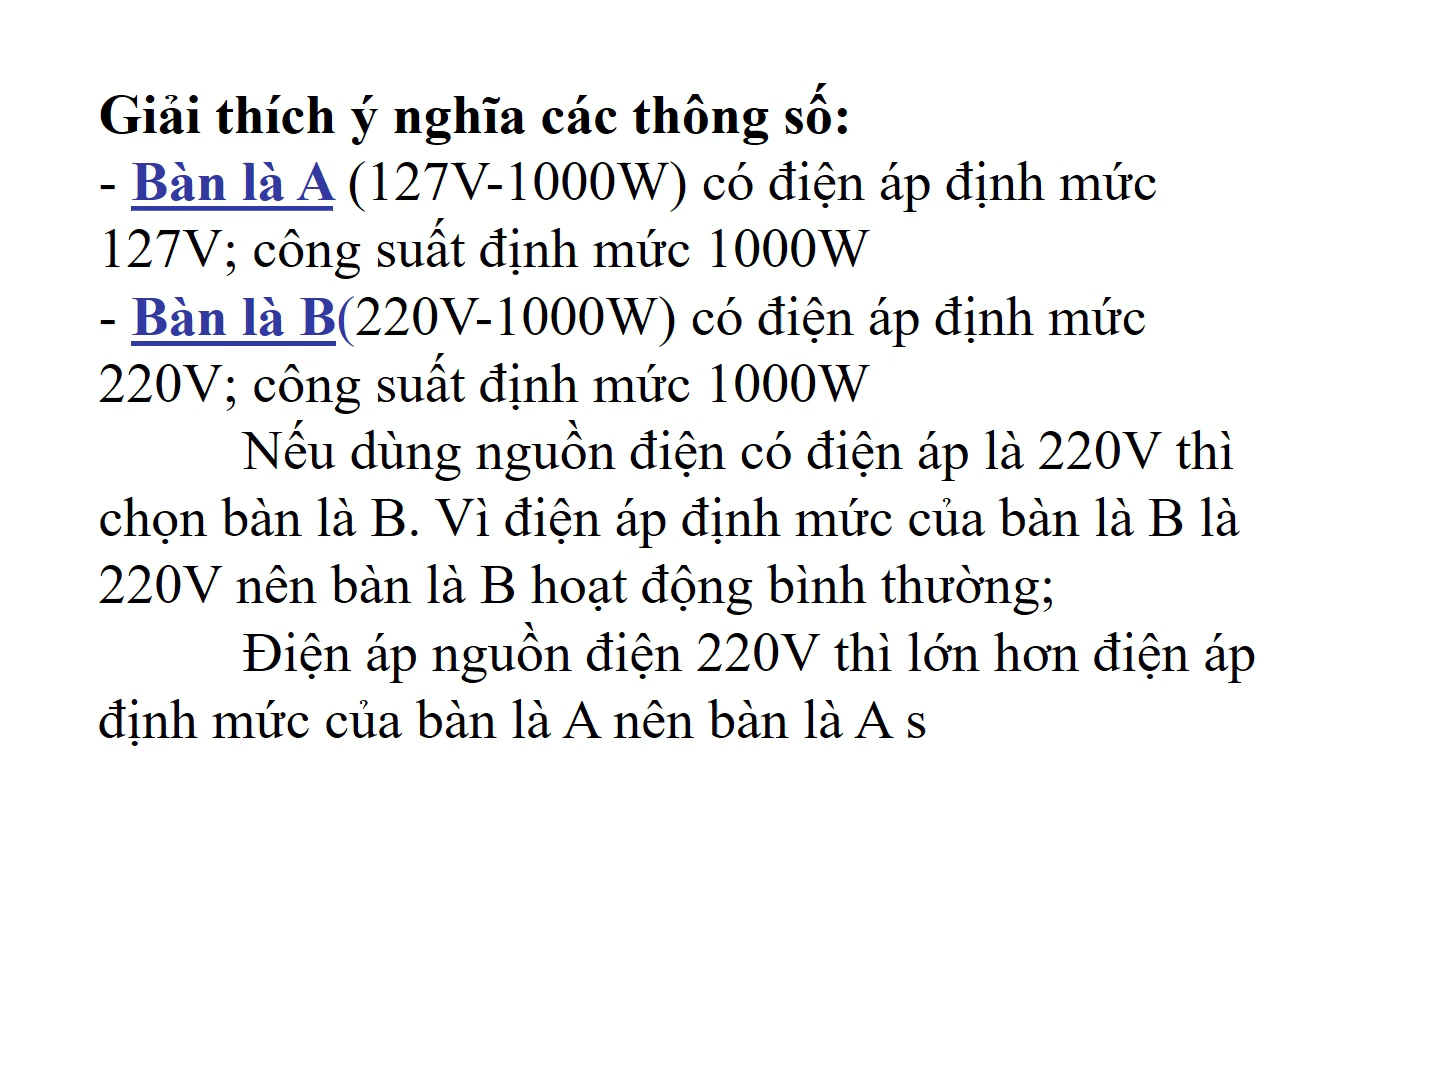 Giải thích ý nghĩa các thông số:
- Bàn là A (127V-1000W) có điện áp định mức
127V; công suất định mức 1000W
- Bàn là B(220V-1000W) có điện áp định mức
220V; công suất định mức 1000W
Nếu dùng nguồn điện có điện áp là 220V thì
chọn bàn là B. Vì điện áp định mức của bàn là B là
220V nên bàn là B hoạt động bình thường;
Điện áp nguồn điện 220V thì lớn hơn điện áp
định mức của bàn là A nên bàn là A s